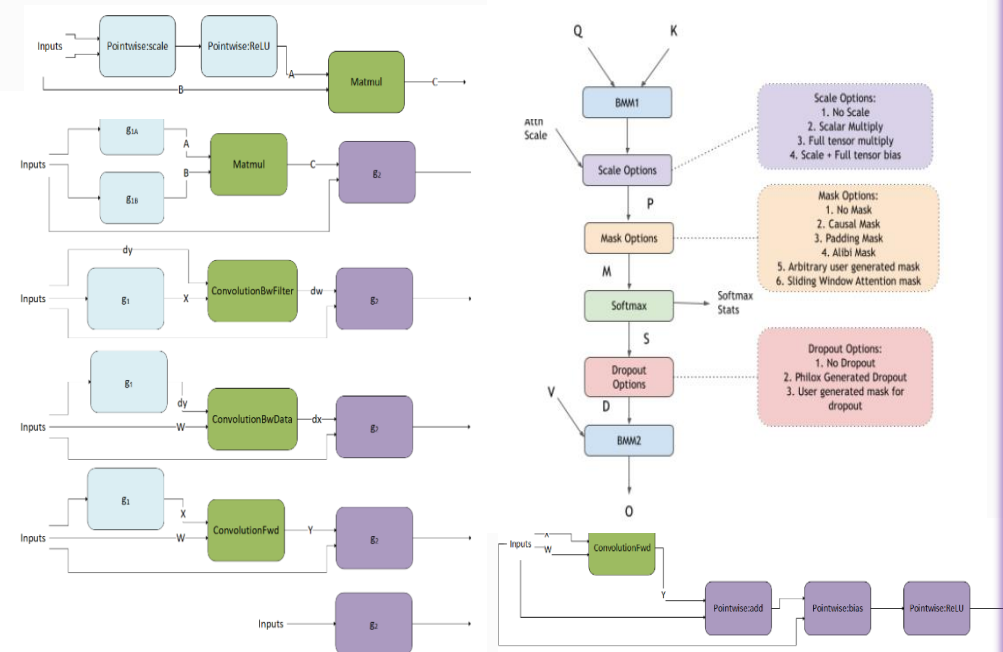 Inputs
Pointwise:scale
Pointwise:ReLU
A
B
Matmul
C
Inputs
g1A
g1B
A
B
Matmul
C
g2
dy
Inputs
g1
X
ConvolutionBwFilter
dw
g2
g1
dy
Inputs
W
ConvolutionBwData
dx
g2
g1
X
Inputs
W
ConvolutionFwd
Y
g2
Inputs
g2
Q
K
BMM1
Attn
Scale
Scale Options
P
Mask Options
M
Softmax
Softmax
Stats
S
Dropout
Options
V
D
BMM2
O
Scale Options:
1. No Scale
2. Scalar Multiply
3. Full tensor multiply
4. Scale + Full tensor bias
Mask Options:
1. No Mask
2. Causal Mask
3. Padding Mask
4. Alibi Mask
5. Arbitrary user generated mask
6. Sliding Window Attention mask
Dropout Options:
1. No Dropout
2. Philox Generated Dropout
3. User generated mask for
dropout
Inputs
W
ConvolutionFwd
Y
Pointwise:add
Pointwise:bias
Pointwise:ReLU